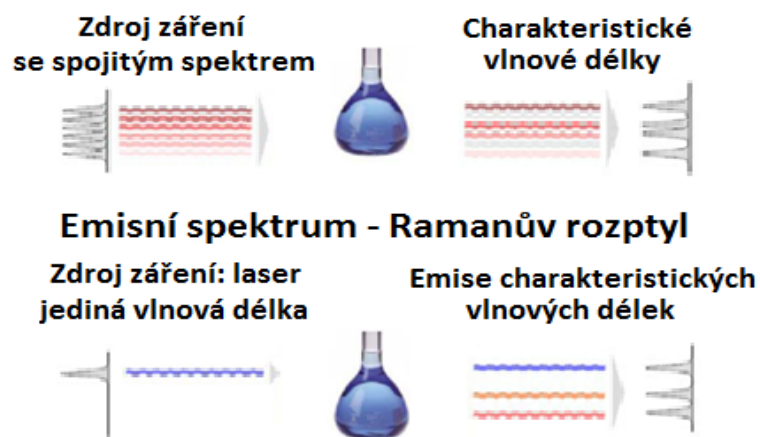 Zdroj záření
se spojitým spektrem
Charakteristické
vlnové délky
Emisní spektrum - Ramanův rozptyl
Zdroj záření: laser
jediná vlnová délka
Emise charakteristických
vlnových délek